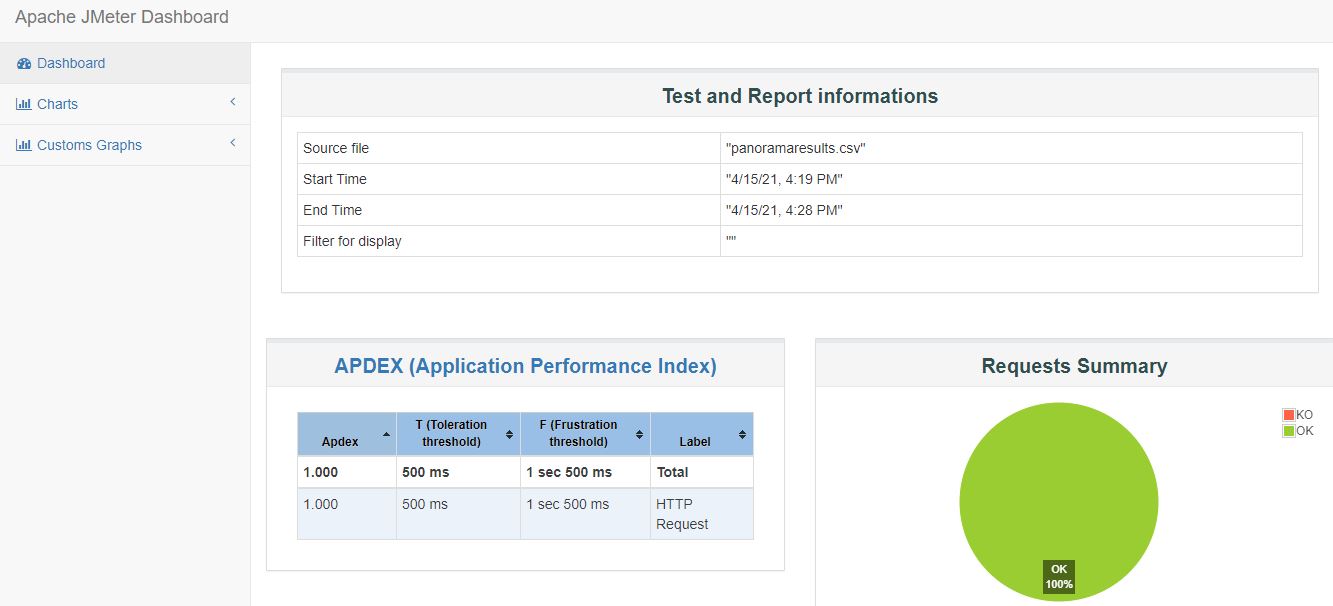 Apache JMeter Dashboard
Dashboard
Charts
Customs Graphs
Test and Report informations
Source file "panoramaresults.csv"
Start Time "4/15/21, 4:19 PM"
End Time "4/15/21, 4:28 PM"
Filter for display ""
APDEX (Application Performance Index)
Apdex T (Toleration threshold) F (Frustration threshold) Label
1.000 500 ms 1 sec 500 ms Total
1.000 500 ms 1 sec 500 ms HTTP Request
Requests Summary
KO
OK
OK
100%